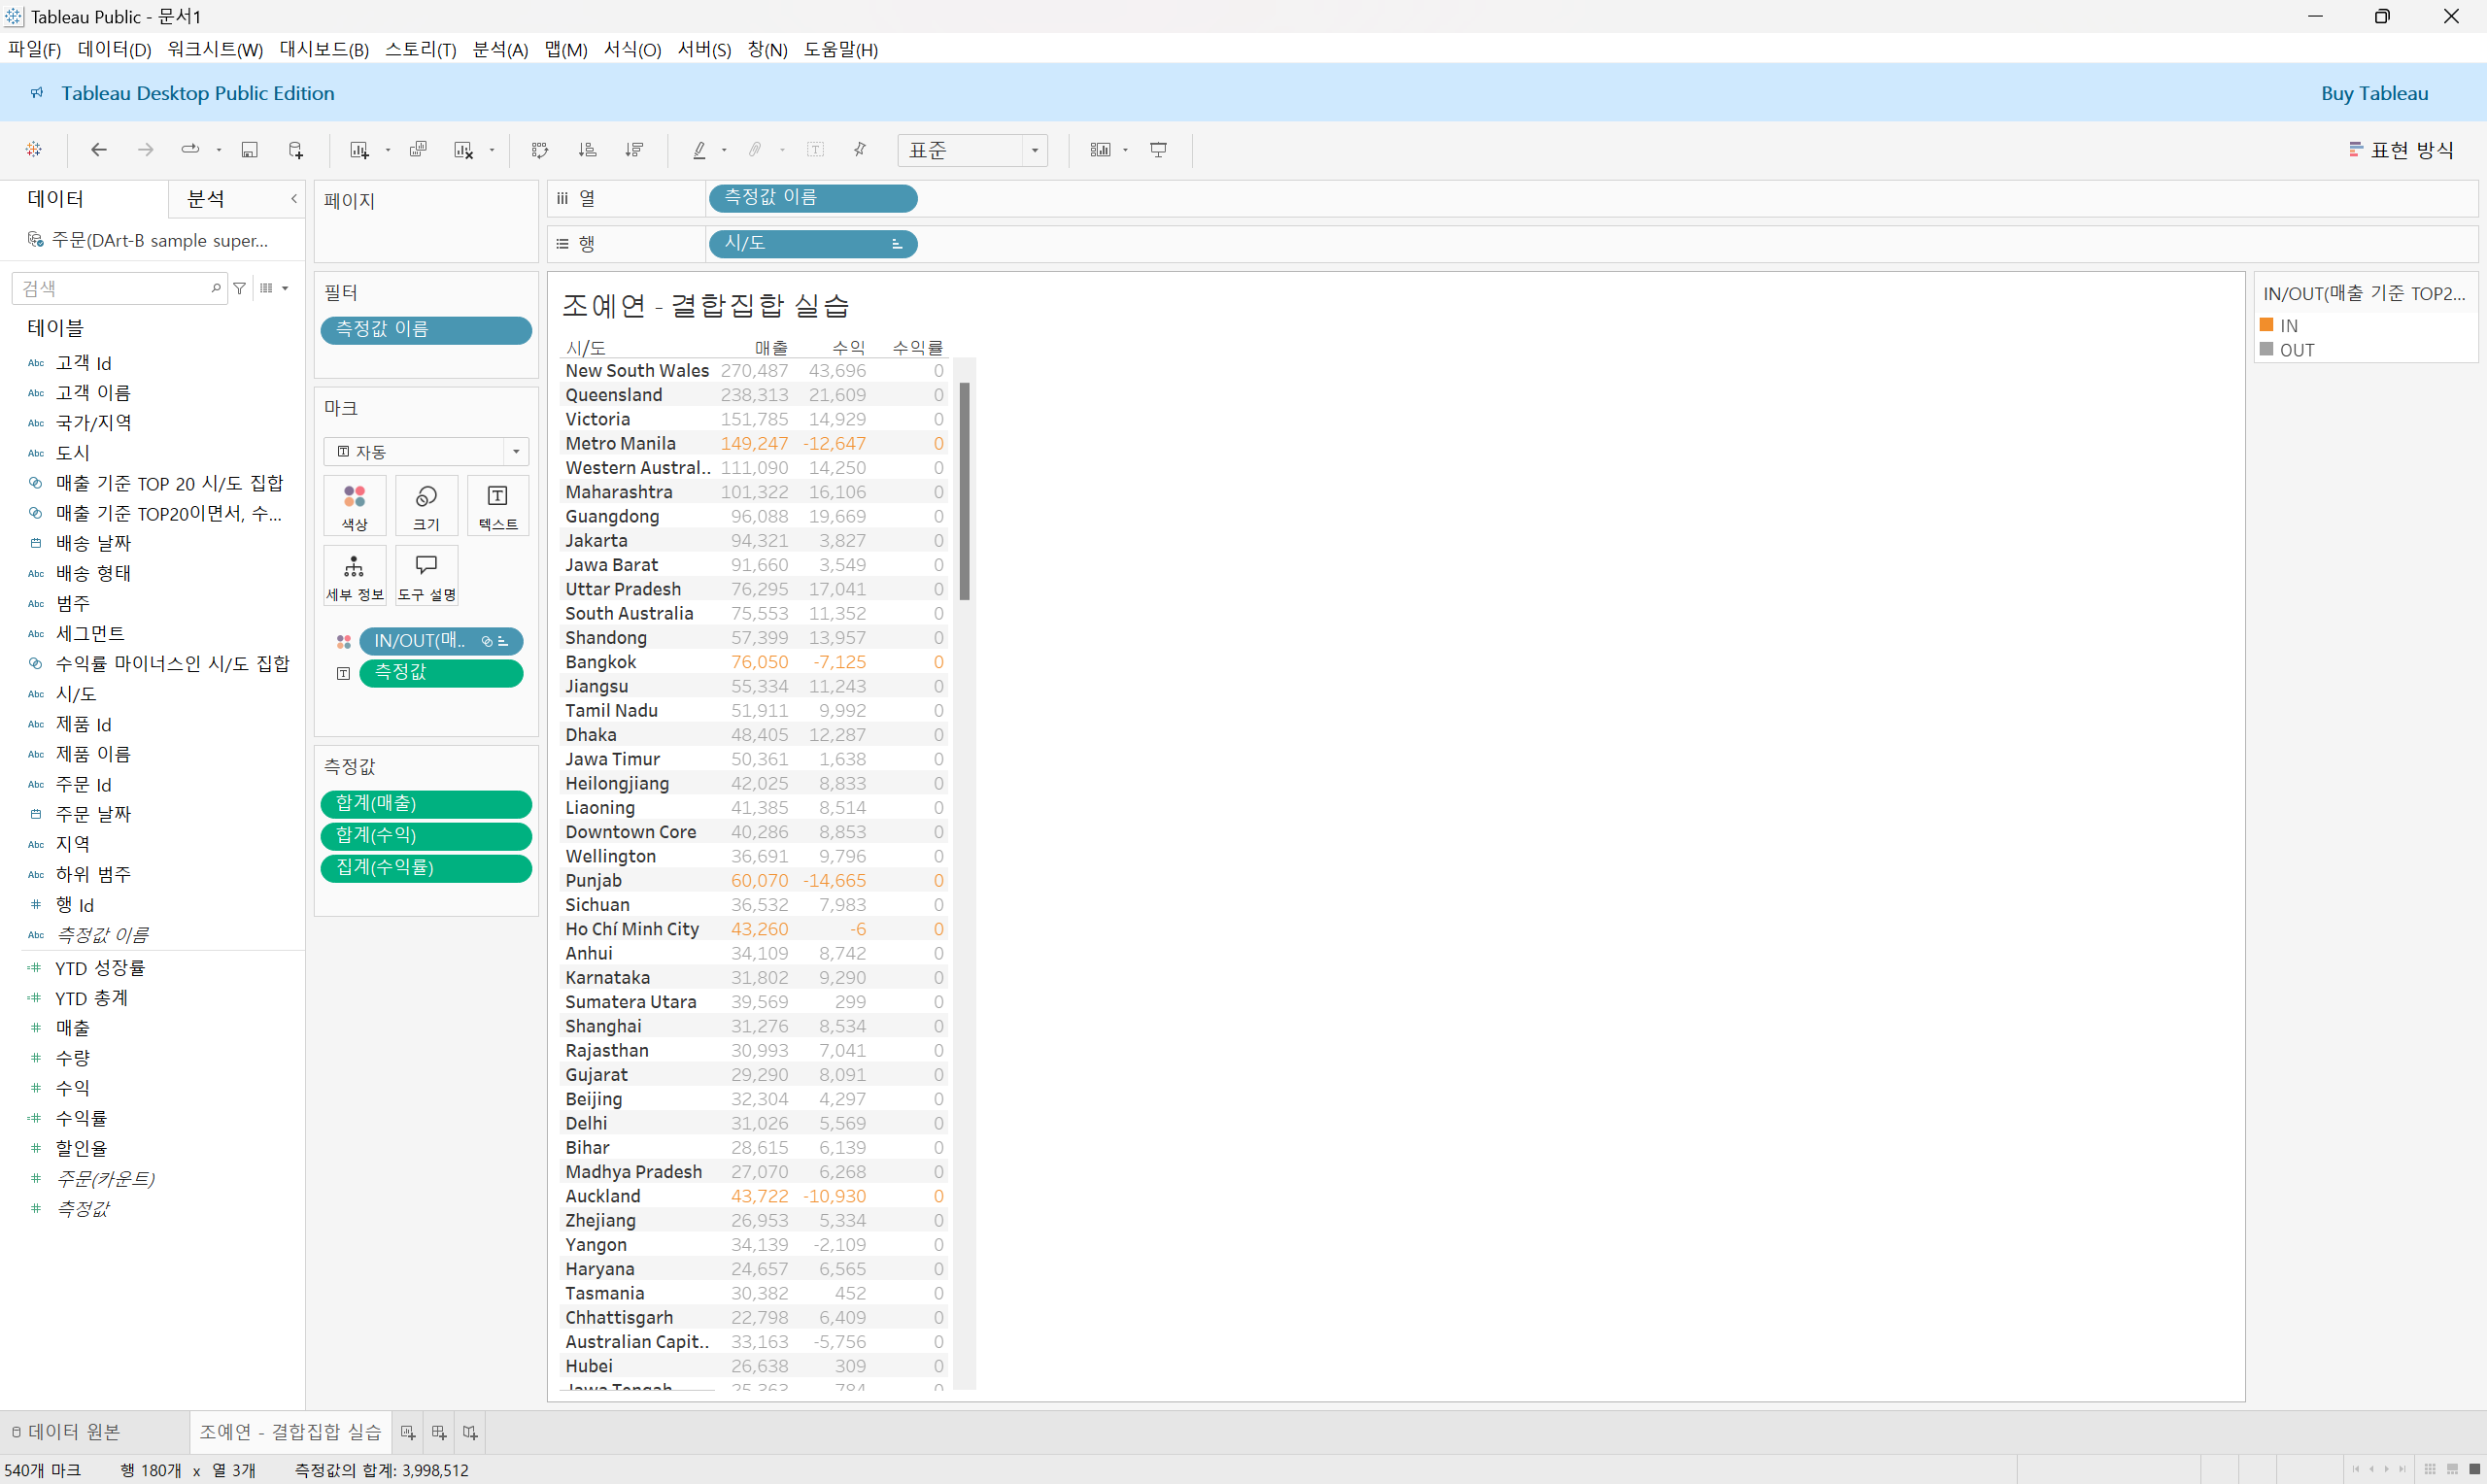 Tableau Public - 문서1
파일(F) 데이터(D) 워크시트(W) 대시보드(B) 스토리(T) 분석(A) 맵(M) 서식(O) 서버(S) 창(N) 도움말(H)
Tableau Desktop Public Edition Buy Tableau
표준 표현 방식
데이터 분석
주문(DArt-B sample super...
검색
테이블
Abc 고객 Id
Abc 고객 이름
Abc 국가/지역
Abc 도시
매출 기준 TOP 20 시/도 집합
매출 기준 TOP20이면서, 수...
배송 날짜
Abc 배송 형태
Abc 범주
Abc 세그먼트
수익률 마이너스인 시/도 집합
Abc 시/도
Abc 제품 Id
Abc 제품 이름
Abc 주문 Id
주문 날짜
Abc 지역
Abc 하위 범주
# 행 Id
Abc 측정값 이름
=# YTD 성장률
=# YTD 총계
# 매출
# 수량
# 수익
=# 수익률
# 할인율
# 주문(카운트)
# 측정값
페이지
필터
측정값 이름
마크
자동
색상 크기 텍스트
세부 정보 도구 설명
IN/OUT(매..
측정값
측정값
합계(매출)
합계(수익)
집계(수익률)
열 측정값 이름
행 시/도
조예연 - 결합집합 실습
시/도 매출 수익 수익률
New South Wales 270,487 43,696 0
Queensland 238,313 21,609 0
Victoria 151,785 14,929 0
Metro Manila 149,247 -12,647 0
Western Austral.. 111,090 14,250 0
Maharashtra 101,322 16,106 0
Guangdong 96,088 19,669 0
Jakarta 94,321 3,827 0
Jawa Barat 91,660 3,549 0
Uttar Pradesh 76,295 17,041 0
South Australia 75,553 11,352 0
Shandong 57,399 13,957 0
Bangkok 76,050 -7,125 0
Jiangsu 55,334 11,243 0
Tamil Nadu 51,911 9,992 0
Dhaka 48,405 12,287 0
Jawa Timur 50,361 1,638 0
Heilongjiang 42,025 8,833 0
Liaoning 41,385 8,514 0
Downtown Core 40,286 8,853 0
Wellington 36,691 9,796 0
Punjab 60,070 -14,665 0
Sichuan 36,532 7,983 0
Ho Chí Minh City 43,260 -6 0
Anhui 34,109 8,742 0
Karnataka 31,802 9,290 0
Sumatera Utara 39,569 299 0
Shanghai 31,276 8,534 0
Rajasthan 30,993 7,041 0
Gujarat 29,290 8,091 0
Beijing 32,304 4,297 0
Delhi 31,026 5,569 0
Bihar 28,615 6,139 0
Madhya Pradesh 27,070 6,268 0
Auckland 43,722 -10,930 0
Zhejiang 26,953 5,334 0
Yangon 34,139 -2,109 0
Haryana 24,657 6,565 0
Tasmania 30,382 452 0
Chhattisgarh 22,798 6,409 0
Australian Capit.. 33,163 -5,756 0
Hubei 26,638 309 0
Jawa Tengah 25,363 784 0
IN/OUT(매출 기준 TOP2...
IN
OUT
데이터 원본 조예연 - 결합집합 실습
540개 마크 행 180개 x 열 3개 측정값의 합계: 3,998,512